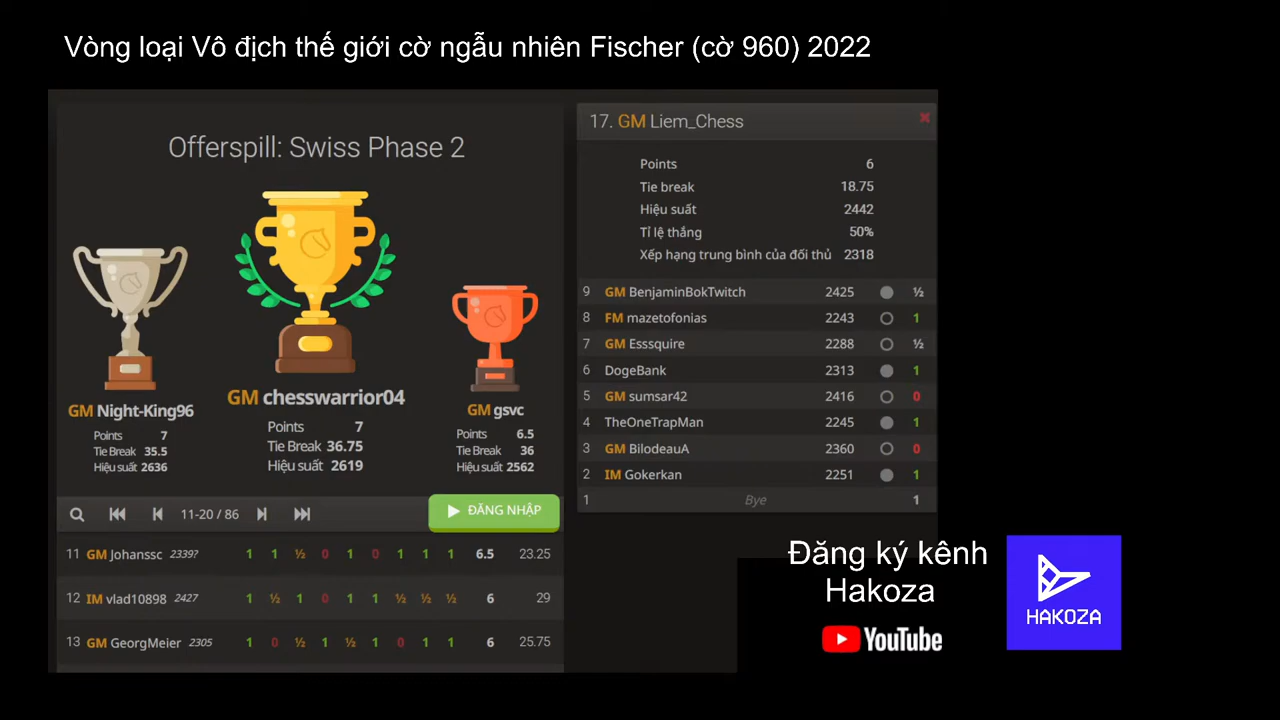 Vòng loại Vô địch thế giới cờ ngẫu nhiên Fischer (cờ 960) 2022
Offerspill: Swiss Phase 2
GM Night-King96
Points 7
Tie Break 35.5
Hiệu suất 2636
GM chesswarrior04
Points 7
Tie Break 36.75
Hiệu suất 2619
GM gsvc
Points 6.5
Tie Break 36
Hiệu suất 2562
11-20 / 86
ĐĂNG NHẬP
11 GM Johanssc 2339? 1 1 ½ 0 1 0 1 1 1 6.5 23.25
12 IM vlad10898 2427 1 ½ 1 0 1 1 ½ ½ ½ 6 29
13 GM GeorgMeier 2305 1 0 ½ 1 ½ 1 0 1 1 6 25.75
17. GM Liem_Chess
Points 6
Tie break 18.75
Hiệu suất 2442
Tỉ lệ thắng 50%
Xếp hạng trung bình của đối thủ 2318
9 GM BenjaminBokTwitch 2425 ½
8 FM mazetofonias 2243 1
7 GM Esssquire 2288 ½
6 DogeBank 2313 1
5 GM sumsar42 2416 0
4 TheOneTrapMan 2245 1
3 GM BilodeauA 2360 0
2 IM Gokerkan 2251 1
1 Bye 1
Đăng ký kênh
Hakoza
YouTube
HAKOZA